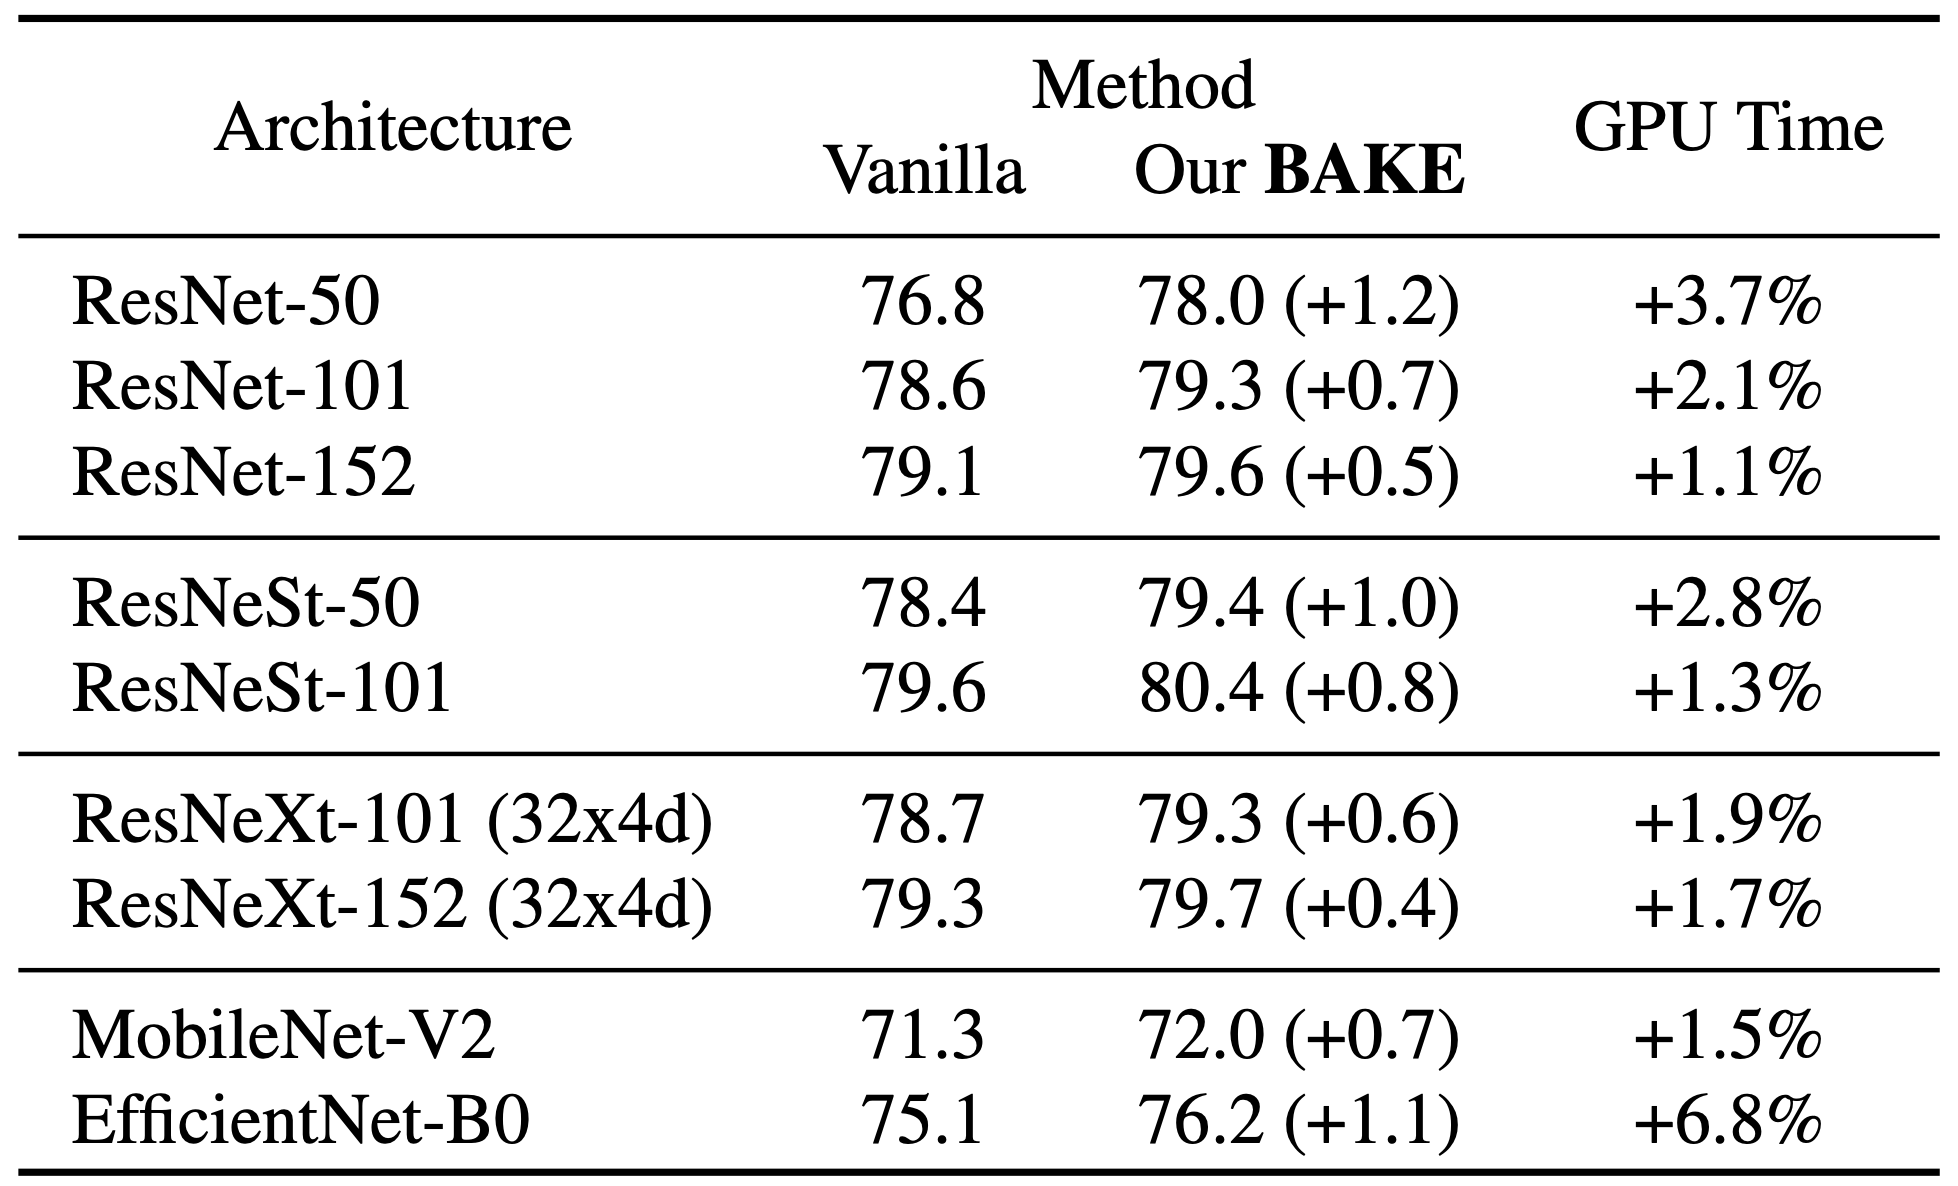 Architecture Method GPU Time
Vanilla Our BAKE
ResNet-50 76.8 78.0 (+1.2) +3.7%
ResNet-101 78.6 79.3 (+0.7) +2.1%
ResNet-152 79.1 79.6 (+0.5) +1.1%
ResNeSt-50 78.4 79.4 (+1.0) +2.8%
ResNeSt-101 79.6 80.4 (+0.8) +1.3%
ResNeXt-101 (32x4d) 78.7 79.3 (+0.6) +1.9%
ResNeXt-152 (32x4d) 79.3 79.7 (+0.4) +1.7%
MobileNet-V2 71.3 72.0 (+0.7) +1.5%
EfficientNet-B0 75.1 76.2 (+1.1) +6.8%